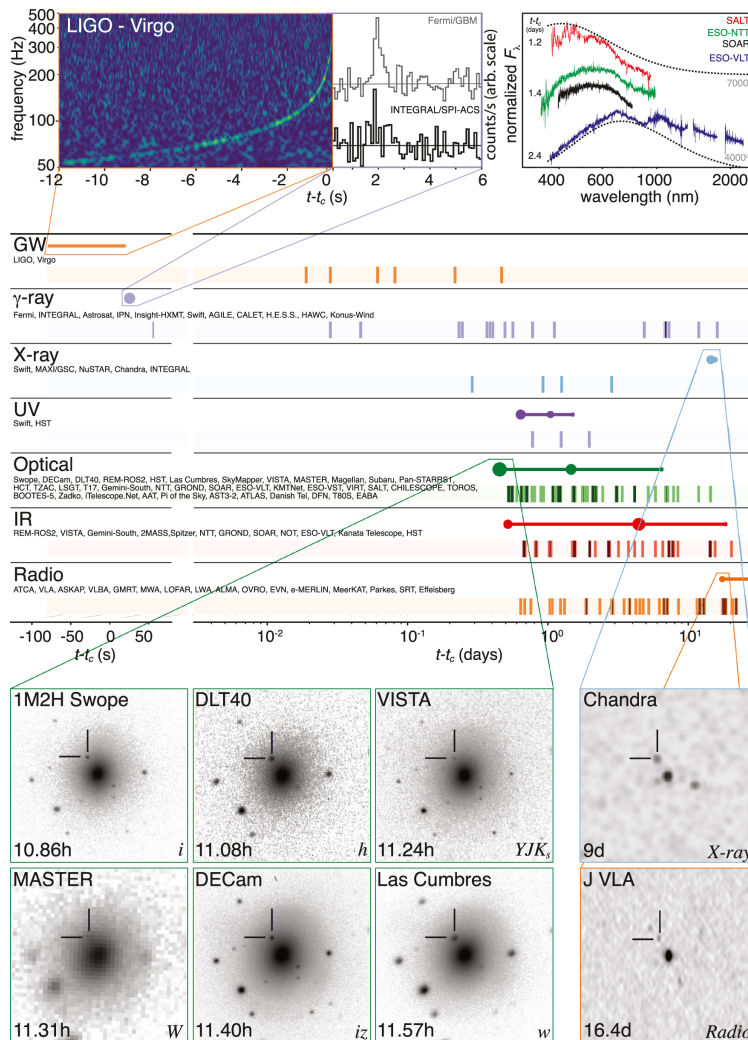 LIGO - Virgo
500
400
300
200
100
50
frequency (Hz)
-12
-10
-8
-6
-4
-2
0
2
4
6
t-tc (s)
Fermi/GBM
INTEGRAL/SPI-ACS
counts/s (arb. scale)
normalized Fλ
t-tc
(days)
1.2
1.4
2.4
SALT
ESO-NTT
SOAR
ESO-VLT
400
600
1000
2000
wavelength (nm)
GW
LIGO, Virgo
γ-ray
Fermi, INTEGRAL, Astrosat, IPN, Insight-HXMT, Swift, AGILE, CALET, H.E.S.S., HAWC, Konus-Wind
X-ray
Swift, MAXI/GSC, NuSTAR, Chandra, INTEGRAL
UV
Swift, HST
Optical
Swope, DECam, DLT40, REM-ROS2, HST, Las Cumbres, SkyMapper, VISTA, MASTER, Magellan, Subaru, Pan-STARRS1,
HCT, TZAC, LSGT, T17, Gemini-South, NTT, GROND, SOAR, ESO-VLT, KMTNet, ESO-VST, VIRT, SALT, CHILESCOPE, TOROS,
BOOTES-5, Zadko, iTelescope.Net, AAT, Pi of the Sky, AST3-2, ATLAS, Danish Tel, DFN, T80S, EABA
IR
REM-ROS2, VISTA, Gemini-South, 2MASS,Spitzer, NTT, GROND, SOAR, NOT, ESO-VLT, Kanata Telescope, HST
Radio
ATCA, VLA, ASKAP, VLBA, GMRT, MWA, LOFAR, LWA, ALMA, OVRO, EVN, e-MERLIN, MeerKAT, Parkes, SRT, Effelsberg
-100
-50
0
50
t-tc (s)
10-2
10-1
100
101
t-tc (days)
1M2H Swope
10.86h
i
DLT40
11.08h
h
VISTA
11.24h
YJKs
Chandra
9d
X-ray
MASTER
11.31h
W
DECam
11.40h
iz
Las Cumbres
11.57h
w
J VLA
16.4d
Radio